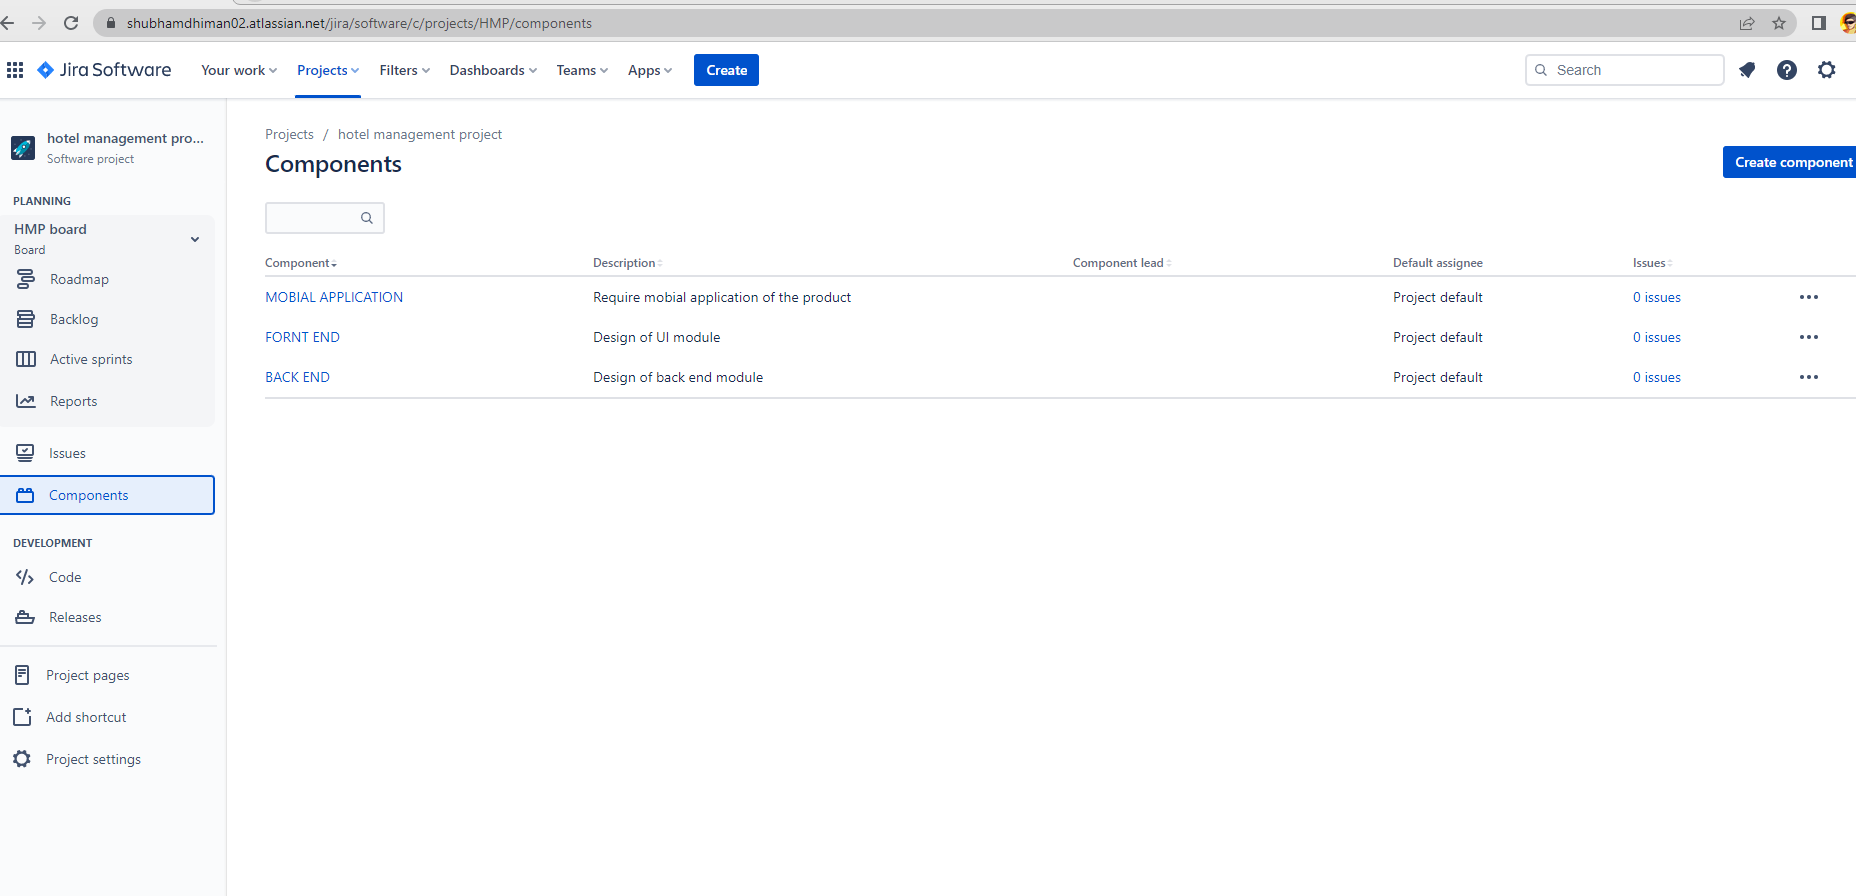 shubhamdhiman02.atlassian.net/jira/software/c/projects/HMP/components
Jira Software Your work Projects Filters Dashboards Teams Apps Create Search
hotel management pro...
Software project
PLANNING
HMP board
Board
Roadmap
Backlog
Active sprints
Reports
Issues
Components
DEVELOPMENT
Code
Releases
Project pages
Add shortcut
Project settings
Projects / hotel management project
Components
Create component
Component Description Component lead Default assignee Issues
MOBIAL APPLICATION Require mobial application of the product Project default 0 issues
FORNT END Design of UI module Project default 0 issues
BACK END Design of back end module Project default 0 issues